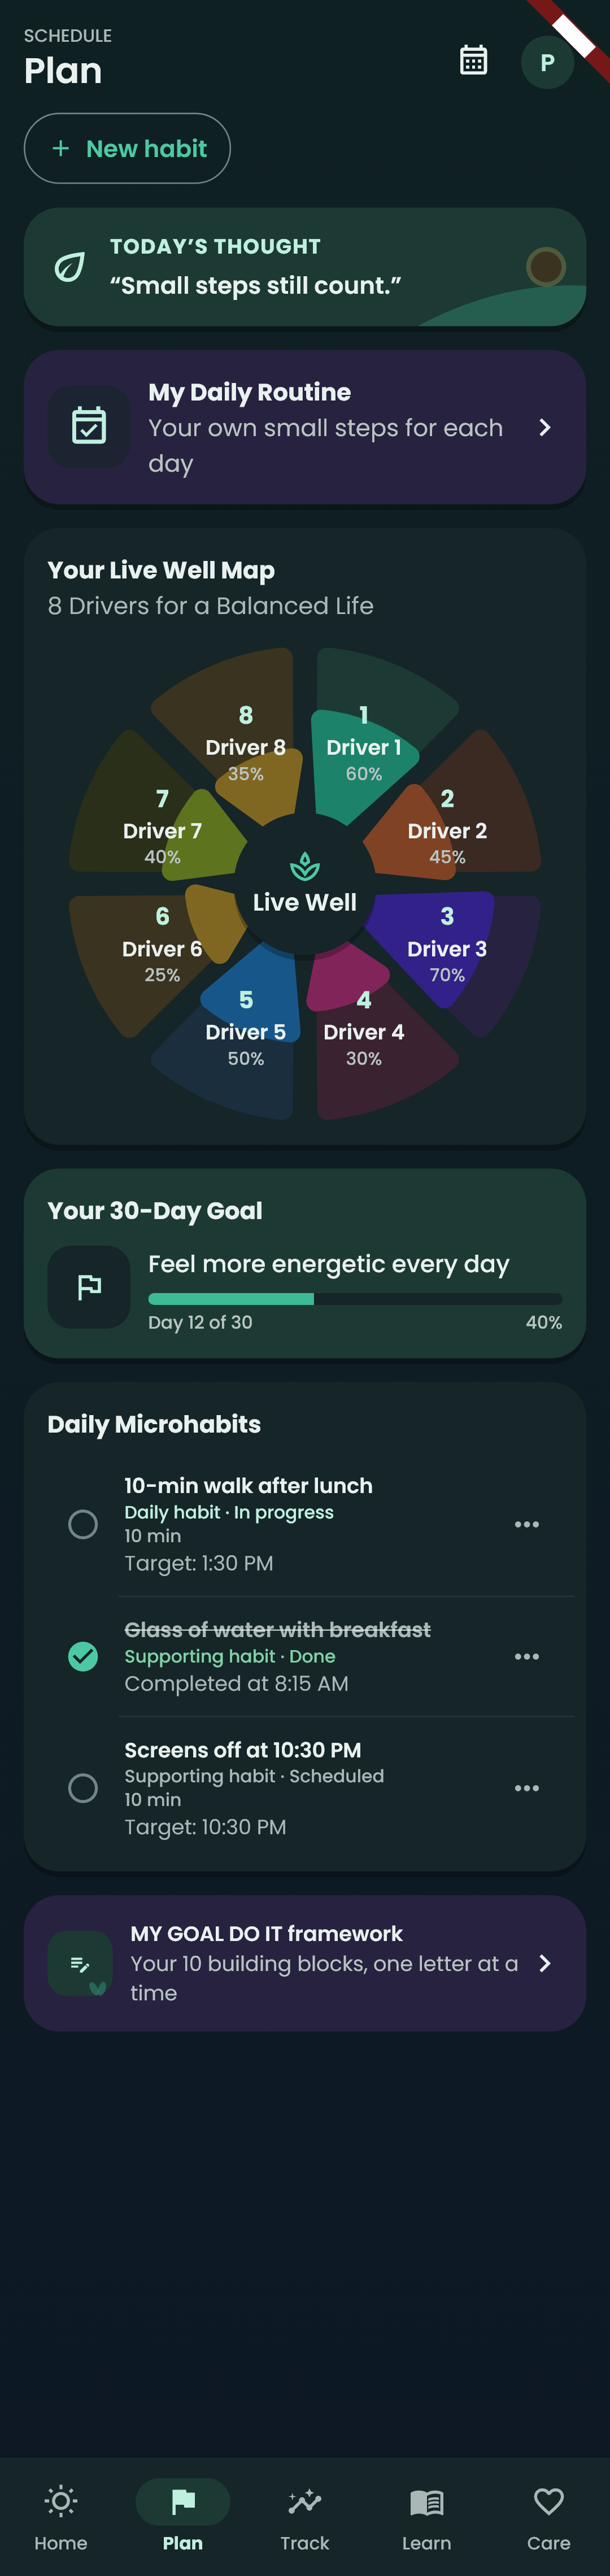 SCHEDULE
Plan
P
+ New habit
TODAY’S THOUGHT
“Small steps still count.”
My Daily Routine
Your own small steps for each
day
Your Live Well Map
8 Drivers for a Balanced Life
8
Driver 8
35%
1
Driver 1
60%
7
Driver 7
40%
2
Driver 2
45%
Live Well
6
Driver 6
25%
3
Driver 3
70%
5
Driver 5
50%
4
Driver 4
30%
Your 30-Day Goal
Feel more energetic every day
Day 12 of 30
40%
Daily Microhabits
10-min walk after lunch
Daily habit · In progress
10 min
Target: 1:30 PM
Glass of water with breakfast
Supporting habit · Done
Completed at 8:15 AM
Screens off at 10:30 PM
Supporting habit · Scheduled
10 min
Target: 10:30 PM
MY GOAL DO IT framework
Your 10 building blocks, one letter at a
time
Home
Plan
Track
Learn
Care